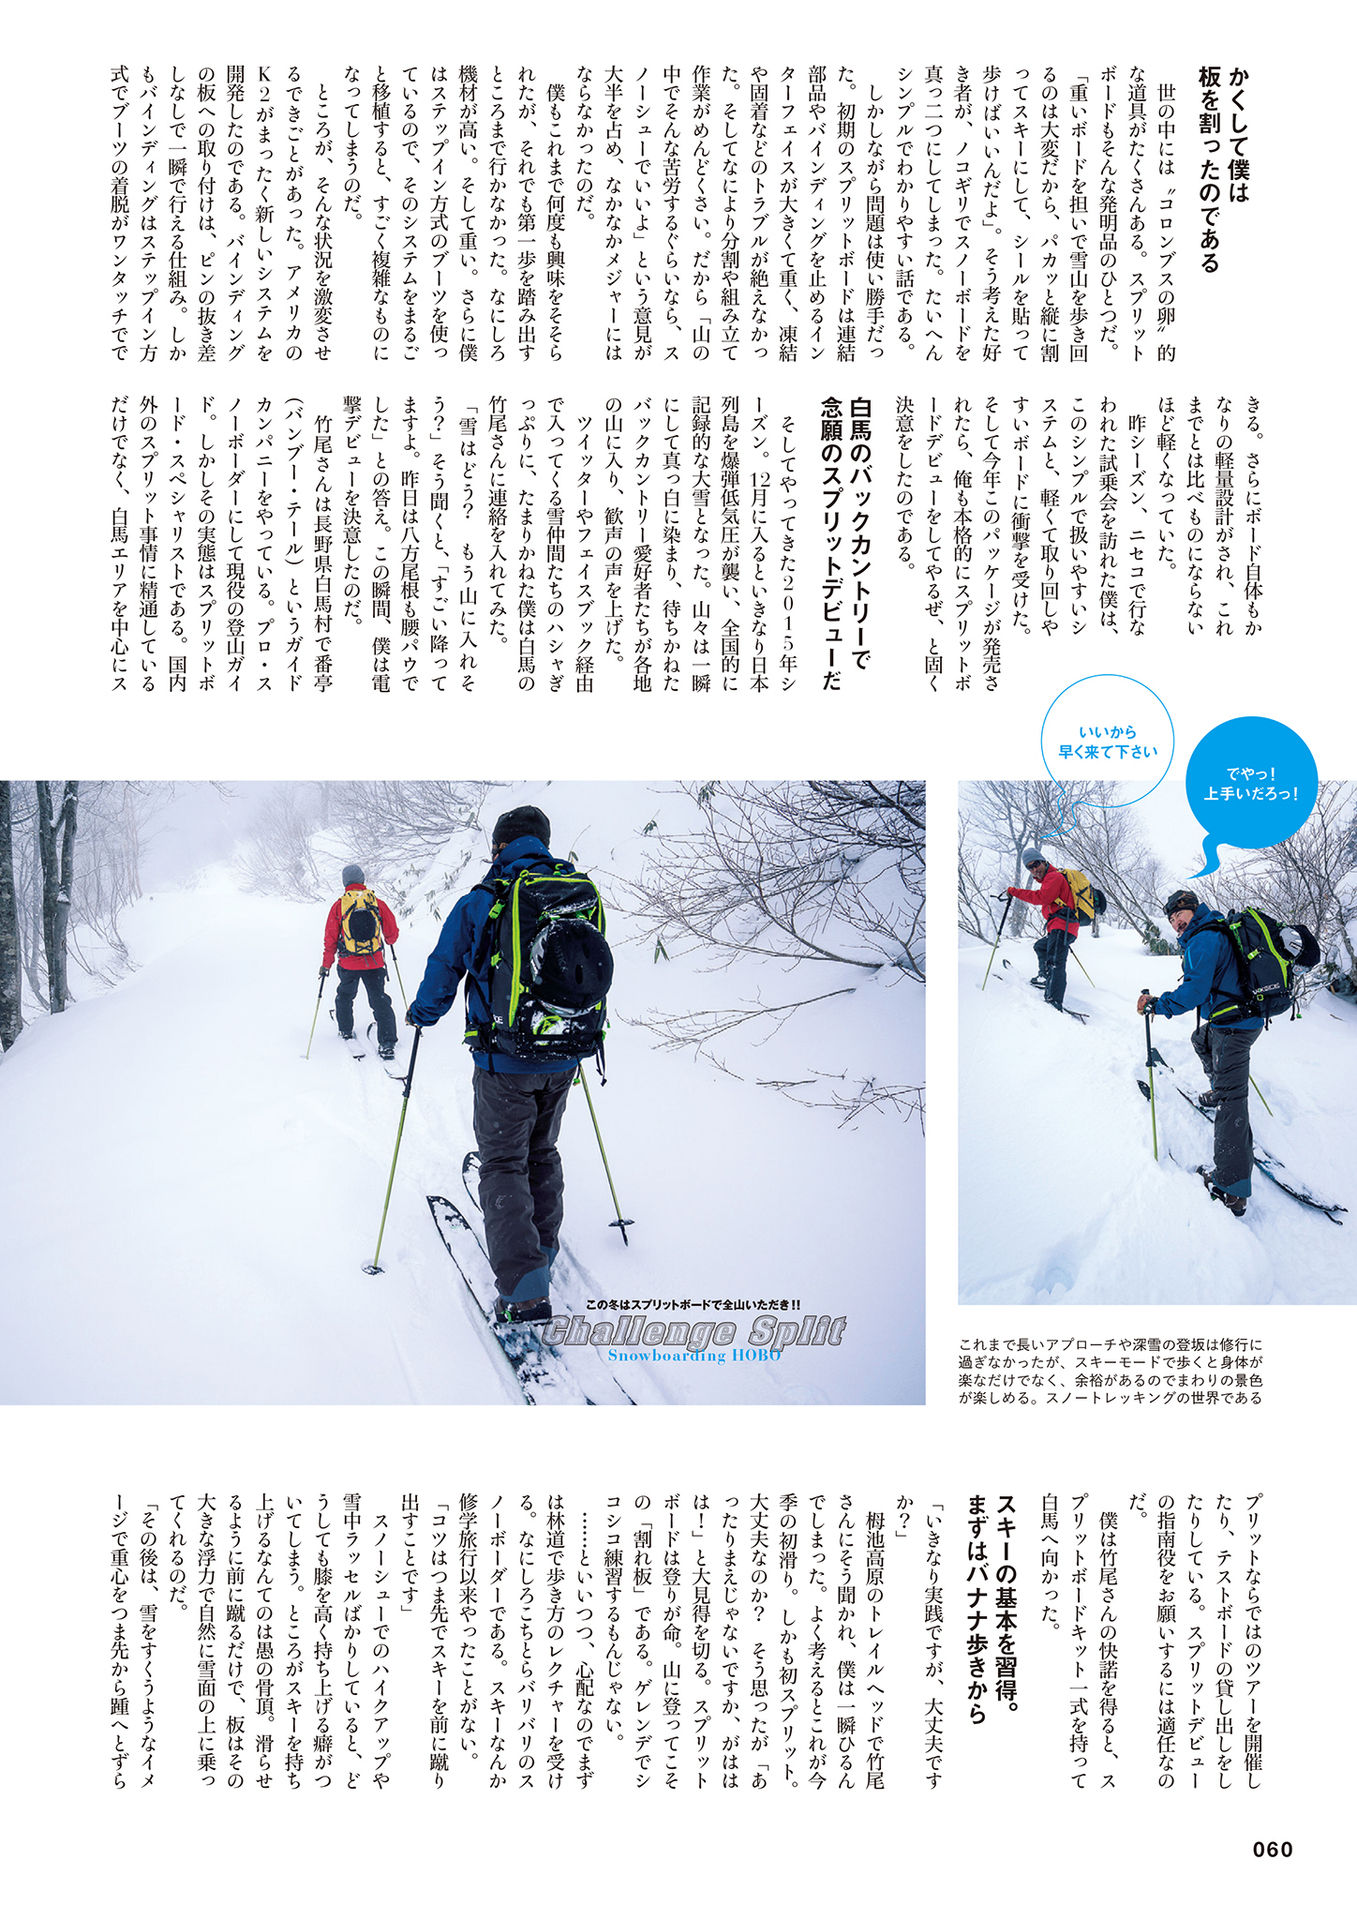 かくして僕は
板を割ったのである
世の中には〝コロンブスの卵〟的
な道具がたくさんある。スプリット
ボードもそんな発明品のひとつだ。
「重いボードを担いで雪山を歩き回
るのは大変だから、パカッと縦に割
ってスキーにして、シールを貼って
歩けばいいんだよ」。そう考えた好
き者が、ノコギリでスノーボードを
真っ二つにしてしまった。たいへん
シンプルでわかりやすい話である。
しかしながら問題は使い勝手だっ
た。初期のスプリットボードは連結
部品やバインディングを止めるイン
ターフェイスが大きくて重く、凍結
や固着などのトラブルが絶えなかっ
た。そしてなにより分割や組み立て
作業がめんどくさい。だから「山の
中でそんな苦労するぐらいなら、ス
ノーシューでいいよ」という意見が
大半を占め、なかなかメジャーには
ならなかったのだ。
僕もこれまで何度も興味をそそら
れたが、それでも第一歩を踏み出す
ところまで行かなかった。なにしろ
機材が高い。そして重い。さらに僕
はステップイン方式のブーツを使っ
ているので、そのシステムをまるご
と移植すると、すごく複雑なものに
なってしまうのだ。
ところが、そんな状況を激変させ
るできごとがあった。アメリカの
K2がまったく新しいシステムを
開発したのである。バインディング
の板への取り付けは、ピンの抜き差
しなしで一瞬で行える仕組み。しか
もバインディングはステップイン方
式でブーツの着脱がワンタッチでで
きる。さらにボード自体もか
なりの軽量設計がされ、これ
までとは比べものにならない
ほど軽くなっていた。
昨シーズン、ニセコで行な
われた試乗会を訪れた僕は、
このシンプルで扱いやすいシ
ステムと、軽くて取り回しや
すいボードに衝撃を受けた。
そして今年このパッケージが発売さ
れたら、俺も本格的にスプリットボ
ードデビューをしてやるぜ、と固く
決意をしたのである。
白馬のバックカントリーで
念願のスプリットデビューだ
そしてやってきた2015年シ
ーズン。12月に入るといきなり日本
列島を爆弾低気圧が襲い、全国的に
記録的な大雪となった。山々は一瞬
にして真っ白に染まり、待ちかねた
バックカントリー愛好者たちが各地
の山に入り、歓声の声を上げた。
ツイッターやフェイスブック経由
で入ってくる雪仲間たちのハシャぎ
っぷりに、たまりかねた僕は白馬の
竹尾さんに連絡を入れてみた。
「雪はどう? もう山に入れそ
う?」そう聞くと、「すごい降って
ますよ。昨日は八方尾根も腰パウで
した」との答え。この瞬間、僕は電
撃デビューを決意したのだ。
竹尾さんは長野県白馬村で番亭
(バンブー・テール)というガイド
カンパニーをやっている。プロ・ス
ノーボーダーにして現役の登山ガイ
ド。しかしその実態はスプリットボ
ード・スペシャリストである。国内
外のスプリット事情に精通している
だけでなく、白馬エリアを中心にス
いいから
早く来て下さい
でやっ!
上手いだろっ!
この冬はスプリットボードで全山いただき!!
Challenge Split
Snowboarding HOBO
これまで長いアプローチや深雪の登坂は修行に
過ぎなかったが、スキーモードで歩くと身体が
楽なだけでなく、余裕があるのでまわりの景色
が楽しめる。スノートレッキングの世界である
プリットならではのツアーを開催し
たり、テストボードの貸し出しをし
たりしている。スプリットデビュー
の指南役をお願いするには適任なの
だ。
僕は竹尾さんの快諾を得ると、ス
プリットボードキット一式を持って
白馬へ向かった。
スキーの基本を習得。
まずはバナナ歩きから
「いきなり実践ですが、大丈夫です
か?」
栂池高原のトレイルヘッドで竹尾
さんにそう聞かれ、僕は一瞬ひるん
でしまった。よく考えるとこれが今
季の初滑り。しかも初スプリット。
大丈夫なのか? そう思ったが「あ
ったりまえじゃないですか、がはは
は!」と大見得を切る。スプリット
ボードは登りが命。山に登ってこそ
の「割れ板」である。ゲレンデでシ
コシコ練習するもんじゃない。
……といいつつ、心配なのでまず
は林道で歩き方のレクチャーを受け
る。なにしろこちとらバリバリのス
ノーボーダーである。スキーなんか
修学旅行以来やったことがない。
「コツはつま先でスキーを前に蹴り
出すことです」
スノーシューでのハイクアップや
雪中ラッセルばかりしていると、ど
うしても膝を高く持ち上げる癖がつ
いてしまう。ところがスキーを持ち
上げるなんてのは愚の骨頂。滑らせ
るように前に蹴るだけで、板はその
大きな浮力で自然に雪面の上に乗っ
てくれるのだ。
「その後は、雪をすくうようなイメ
ージで重心をつま先から踵へとずら
060